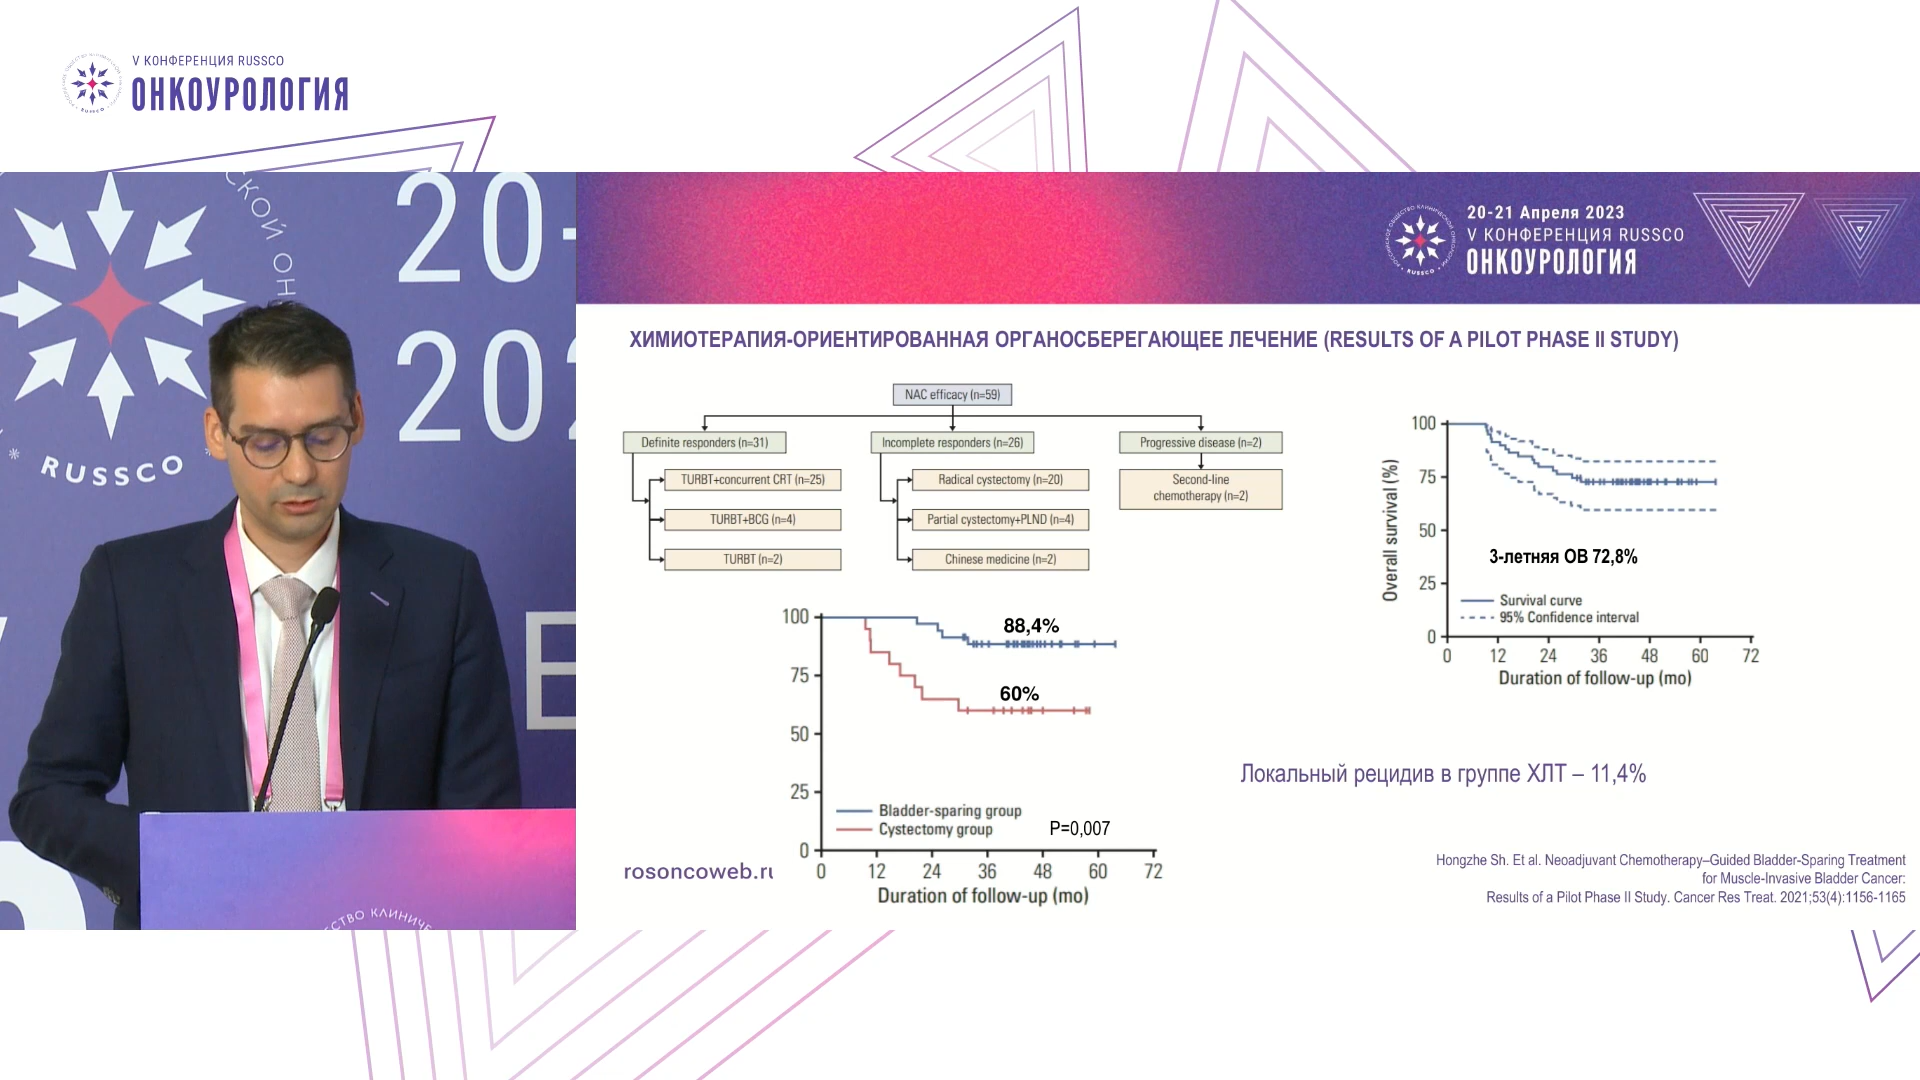 V КОНФЕРЕНЦИЯ RUSSCO
ОНКОУРОЛОГИЯ
СКОЙ ОН
20-
202
RUSSCO
20-21 Апреля 2023
V КОНФЕРЕНЦИЯ RUSSCO
ОНКОУРОЛОГИЯ
ХИМИОТЕРАПИЯ-ОРИЕНТИРОВАННАЯ ОРГАНОСБЕРЕГАЮЩЕЕ ЛЕЧЕНИЕ (RESULTS OF A PILOT PHASE II STUDY)
NAC efficacy (n=59)
Definite responders (n=31)
Incomplete responders (n=26)
Progressive disease (n=2)
TURBT+concurrent CRT (n=25)
Radical cystectomy (n=20)
Second-line
chemotherapy (n=2)
TURBT+BCG (n=4)
Partial cystectomy+PLND (n=4)
TURBT (n=2)
Chinese medicine (n=2)
Overall survival (%)
100
75
50
25
0
3-летняя ОВ 72,8%
Survival curve
95% Confidence interval
0 12 24 36 48 60 72
Duration of follow-up (mo)
100
75
50
25
0
88,4%
60%
Bladder-sparing group
Cystectomy group
P=0,007
0 12 24 36 48 60 72
Duration of follow-up (mo)
Локальный рецидив в группе ХЛТ – 11,4%
rosoncoweb.ru
Hongzhe Sh. Et al. Neoadjuvant Chemotherapy–Guided Bladder-Sparing Treatment
for Muscle-Invasive Bladder Cancer:
Results of a Pilot Phase II Study. Cancer Res Treat. 2021;53(4):1156-1165
СТВО КЛИНИЧЕ